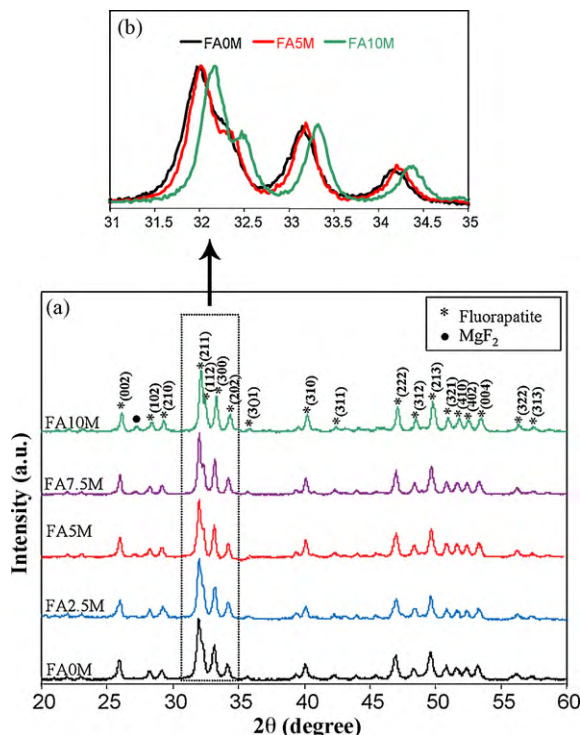 (b)
FA0M FA5M FA10M
31 31.5 32 32.5 33 33.5 34 34.5 35
(a)
* Fluorapatite
● MgF₂
*(002)
*(102)
*(210)
*(211)
*(112)
*(300)
*(202)
*(301)
*(310)
*(311)
*(222)
*(312)
*(213)
*(321)
*(410)
*(402)
*(004)
*(322)
*(313)
FA10M
FA7.5M
FA5M
FA2.5M
FA0M
Intensity (a.u.)
20 25 30 35 40 45 50 55 60
2θ (degree)